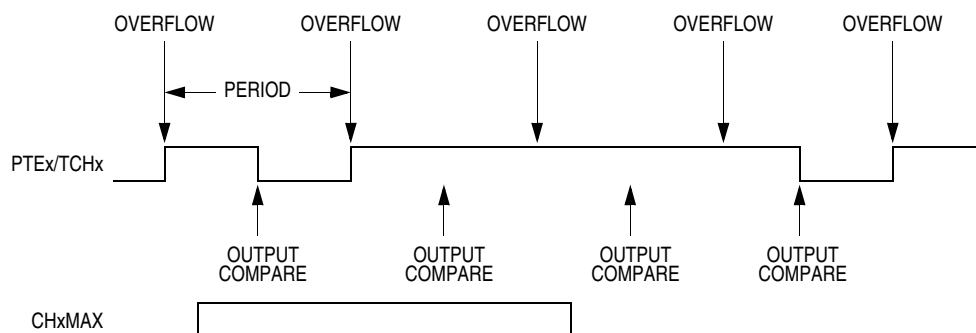 OVERFLOW OVERFLOW OVERFLOW OVERFLOW OVERFLOW
PERIOD
PTEx/TCHx
OUTPUT OUTPUT OUTPUT OUTPUT
COMPARE COMPARE COMPARE COMPARE
CHxMAX